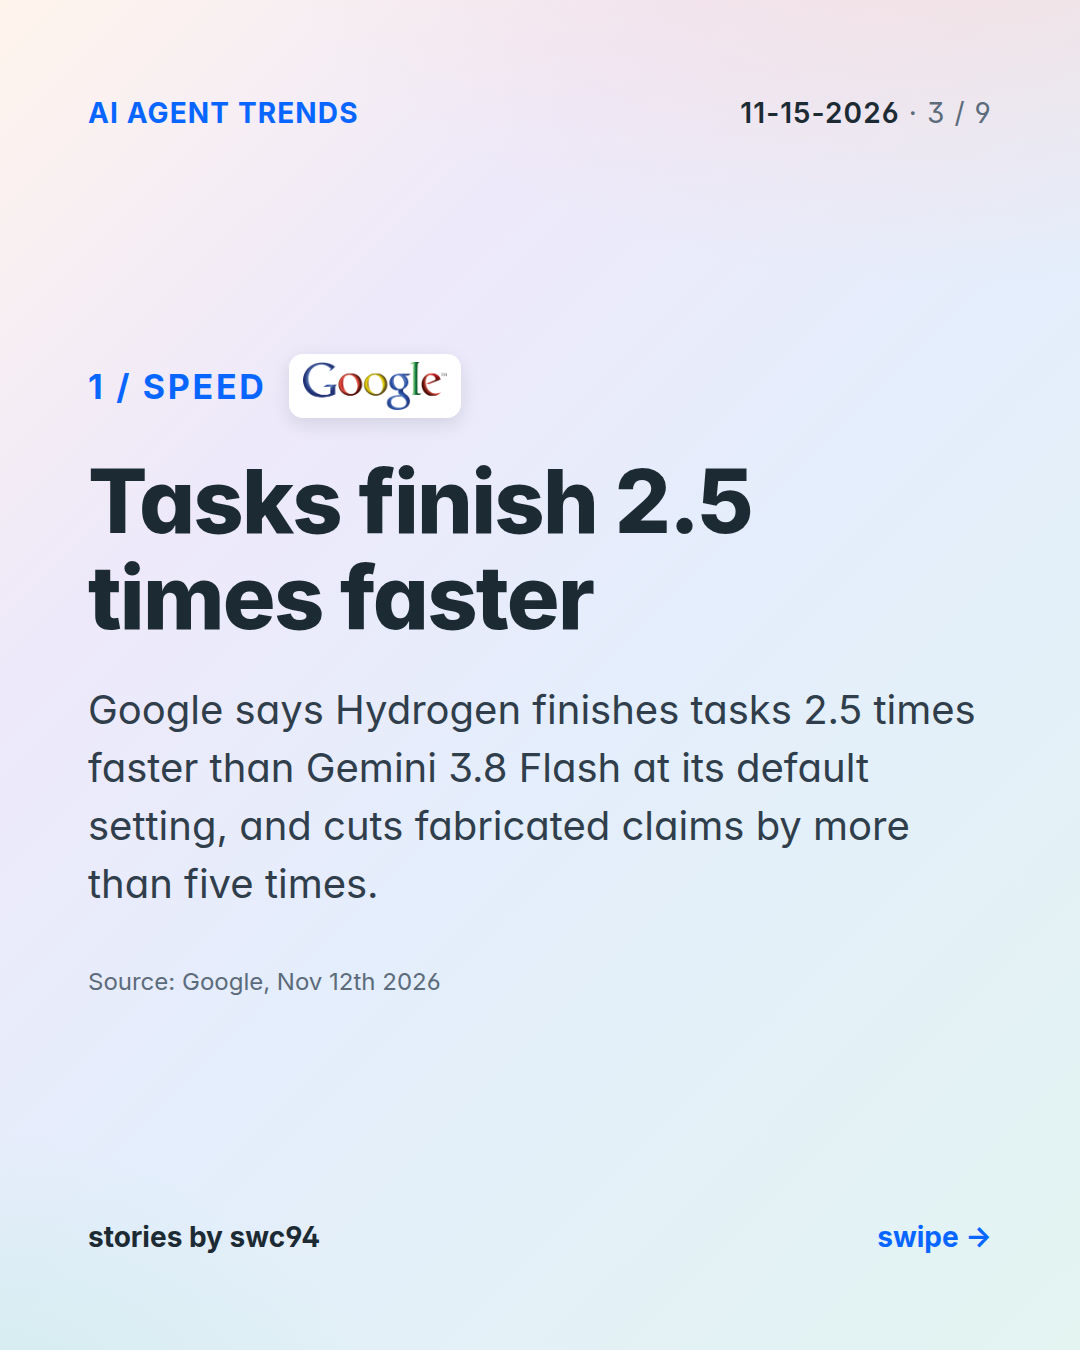 AI AGENT TRENDS
11-15-2026 · 3 / 9
1 / SPEED
Google™
Tasks finish 2.5
times faster
Google says Hydrogen finishes tasks 2.5 times
faster than Gemini 3.8 Flash at its default
setting, and cuts fabricated claims by more
than five times.
Source: Google, Nov 12th 2026
stories by swc94
swipe →